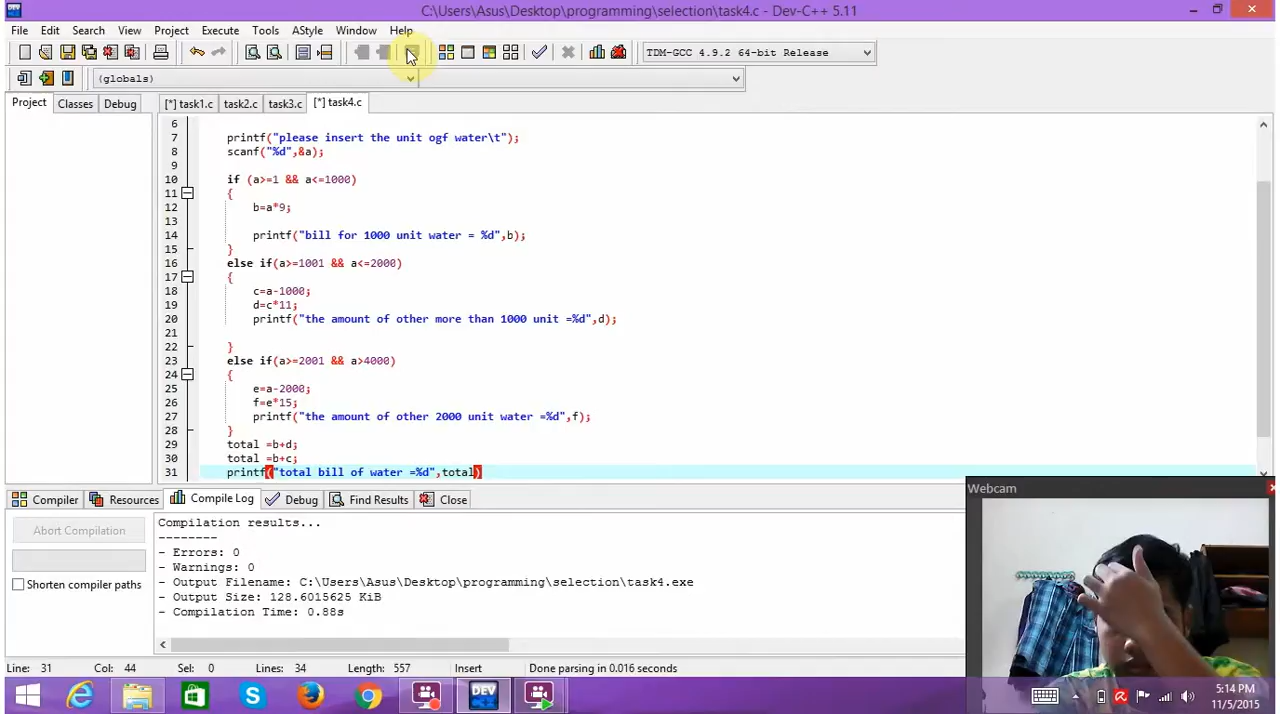 C:\Users\Asus\Desktop\programming\selection\task4.c - Dev-C++ 5.11
File Edit Search View Project Execute Tools AStyle Window Help
TDM-GCC 4.9.2 64-bit Release
(globals)
Project Classes Debug [*] task1.c task2.c task3.c [*] task4.c
6
7 printf("please insert the unit ogf water\t");
8 scanf("%d",&a);
9
10 if (a>=1 && a<=1000)
11 {
12 b=a*9;
13
14 printf("bill for 1000 unit water = %d",b);
15 }
16 else if(a>=1001 && a<=2000)
17 {
18 c=a-1000;
19 d=c*11;
20 printf("the amount of other more than 1000 unit =%d",d);
21
22 }
23 else if(a>=2001 && a>4000)
24 {
25 e=a-2000;
26 f=e*15;
27 printf("the amount of other 2000 unit water =%d",f);
28 }
29 total =b+d;
30 total =b+c;
31 printf("total bill of water =%d",total)
Compiler Resources Compile Log Debug Find Results Close
Abort Compilation
Shorten compiler paths
Compilation results...
--------
- Errors: 0
- Warnings: 0
- Output Filename: C:\Users\Asus\Desktop\programming\selection\task4.exe
- Output Size: 128.6015625 KiB
- Compilation Time: 0.88s
Webcam
Line: 31 Col: 44 Sel: 0 Lines: 34 Length: 557 Insert Done parsing in 0.016 seconds
DEV
5:14 PM
11/5/2015